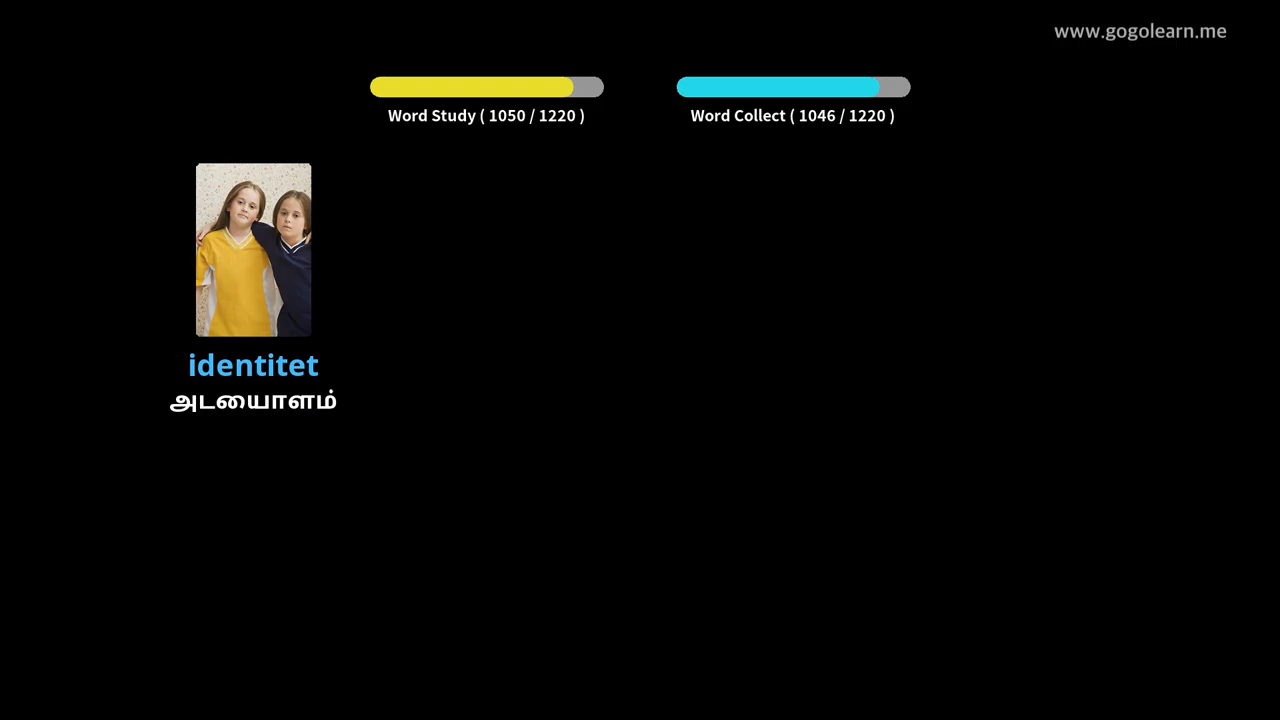 www.gogolearn.me
Word Study ( 1050 / 1220 )
Word Collect ( 1046 / 1220 )
identitet
அடையாளம்